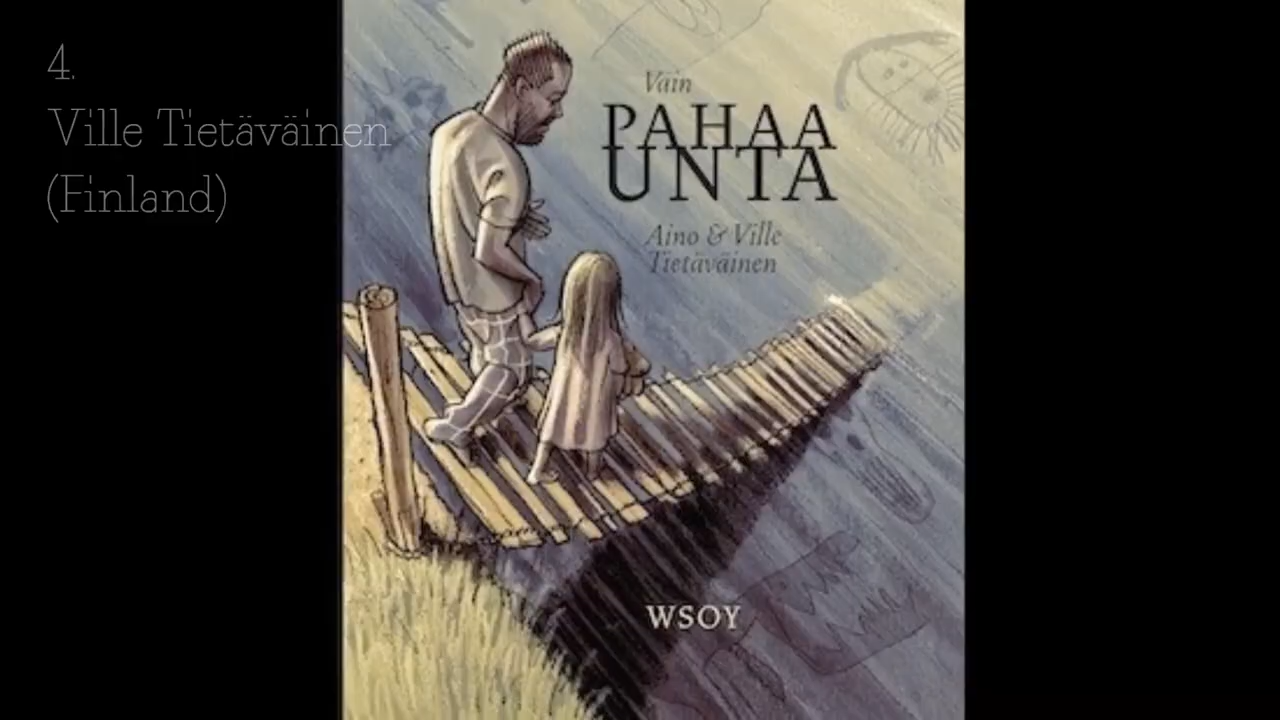 4.
Ville Tietäväinen
(Finland)
Vain
PAHAA
UNTA
Aino & Ville
Tietäväinen
WSOY